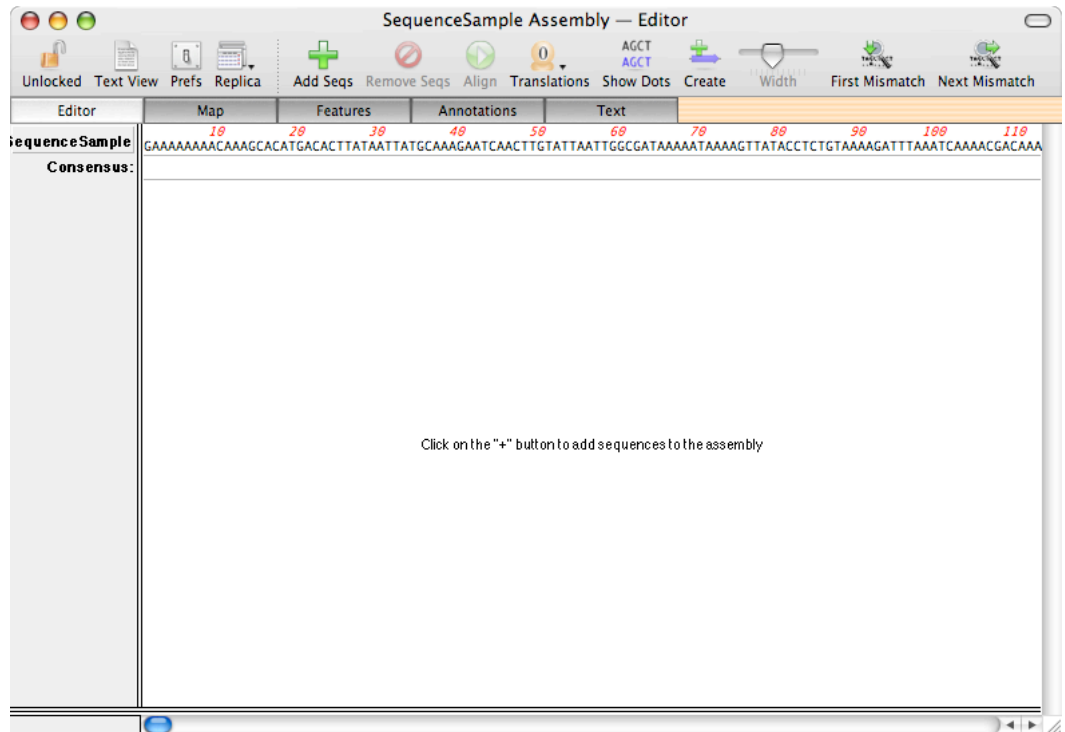 SequenceSample Assembly — Editor
0
AGCT
AGCT
Unlocked Text View Prefs Replica Add Seqs Remove Seqs Align Translations Show Dots Create Width First Mismatch Next Mismatch
Editor Map Features Annotations Text
10 20 30 40 50 60 70 80 90 100 110
SequenceSample GAAAAAAAACAAAGCACATGACACTTATAATTATGCAAAGAATCAACTTGTATTAATTGGCGATAAAAATAAAAGTTATACCTCTGTAAAAGATTTAAATCAAAACGACAAA
Consensus:
Click on the "+" button to add sequences to the assembly